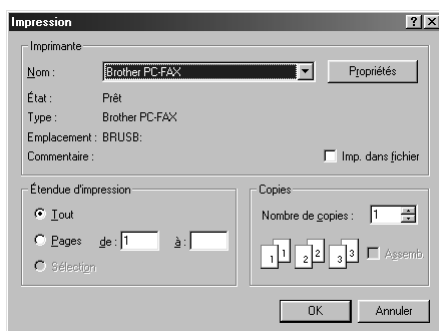 Impression
Imprimante
Nom : Brother PC-FAX Propriétés
État : Prêt
Type : Brother PC-FAX
Emplacement : BRUSB:
Commentaire : Imp. dans fichier
Étendue d'impression
Tout
Pages de : 1 à :
Sélection
Copies
Nombre de copies : 1
1 1 2 2 3 3 Assemb.
OK Annuler